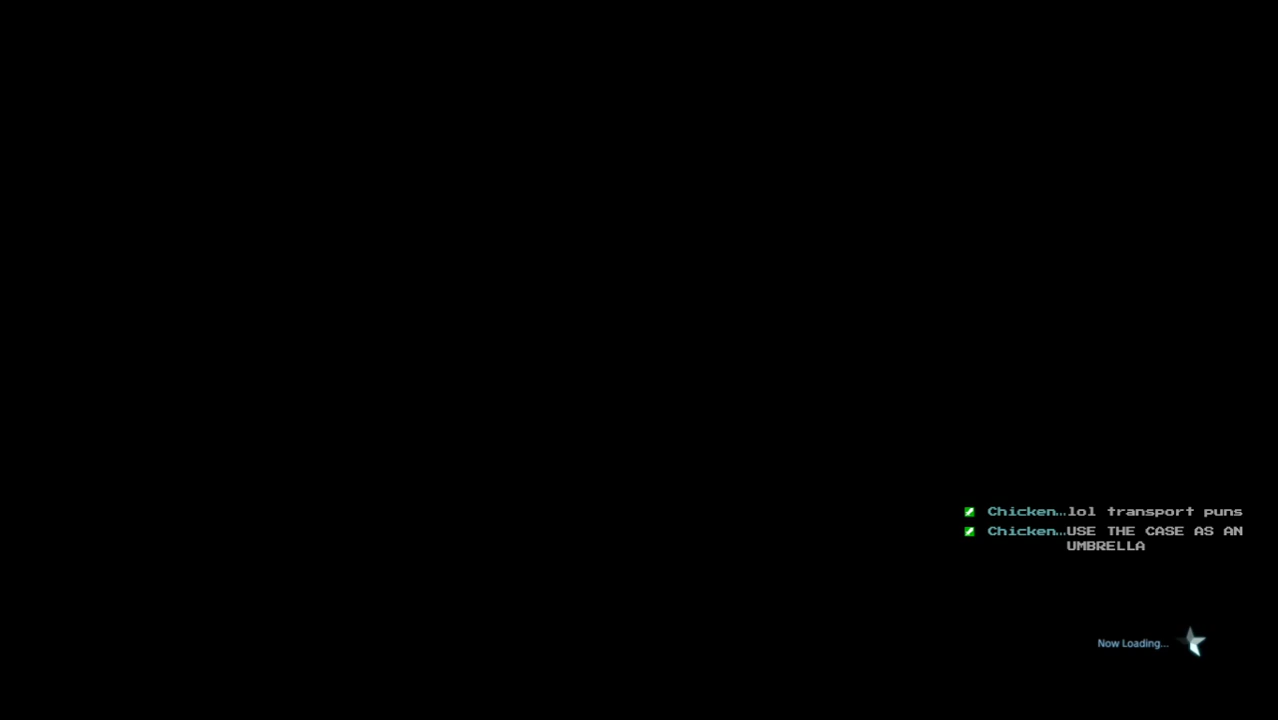 Chicken…lol transport puns
Chicken…USE THE CASE AS AN
UMBRELLA
Now Loading...